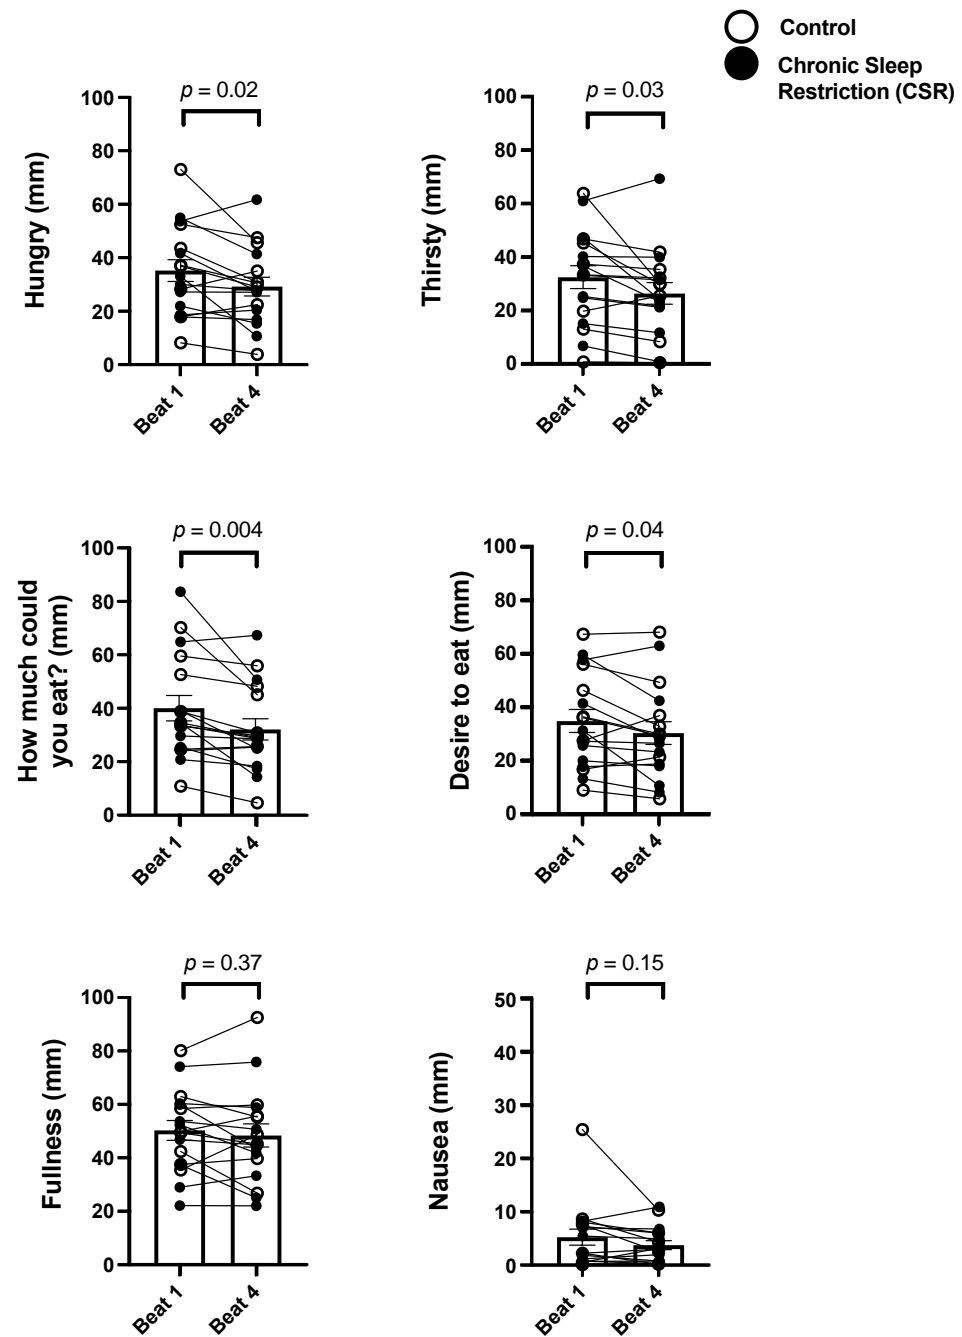 Control
Chronic Sleep
Restriction (CSR)
p = 0.02
Hungry (mm)
100
80
60
40
20
0
Beat 1
Beat 4
p = 0.03
Thirsty (mm)
100
80
60
40
20
0
Beat 1
Beat 4
p = 0.004
How much could
you eat? (mm)
100
80
60
40
20
0
Beat 1
Beat 4
p = 0.04
Desire to eat (mm)
100
80
60
40
20
0
Beat 1
Beat 4
p = 0.37
Fullness (mm)
100
80
60
40
20
0
Beat 1
Beat 4
p = 0.15
Nausea (mm)
50
40
30
20
10
0
Beat 1
Beat 4